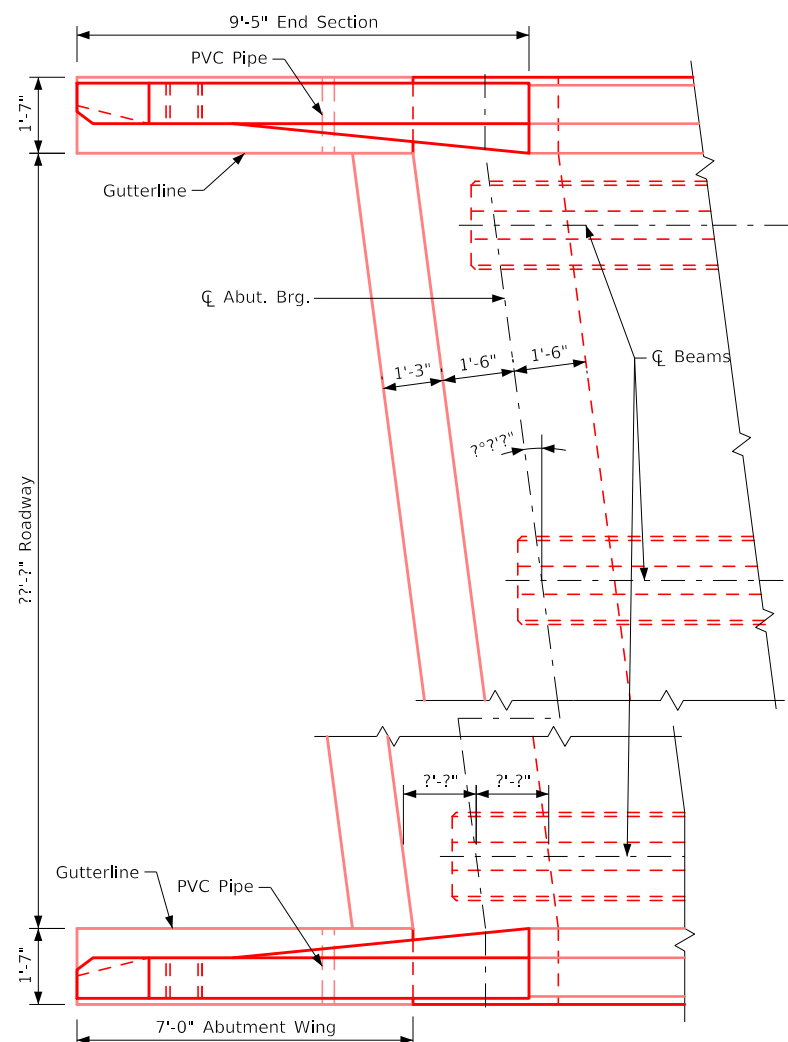 9'-5" End Section
PVC Pipe
1'-7"
Gutterline
℄ Abut. Brg.
℄ Beams
1'-3"
1'-6"
1'-6"
?°?'?"
??'-?" Roadway
?'-?"
?'-?"
Gutterline
PVC Pipe
1'-7"
7'-0" Abutment Wing